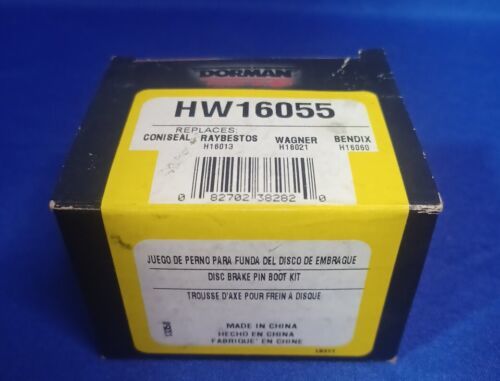 DORMAN
HW16055
REPLACES:
CONISEAL RAYBESTOS WAGNER BENDIX
H16013 H16021 H16060
0 82702 38282 0
JUEGO DE PERNO PARA FUNDA DEL DISCO DE EMBRAGUE
DISC BRAKE PIN BOOT KIT
TROUSSE D'AXE POUR FREIN A DISQUE
MADE IN CHINA
HECHO EN CHINA
FABRIQUE' EN CHINE